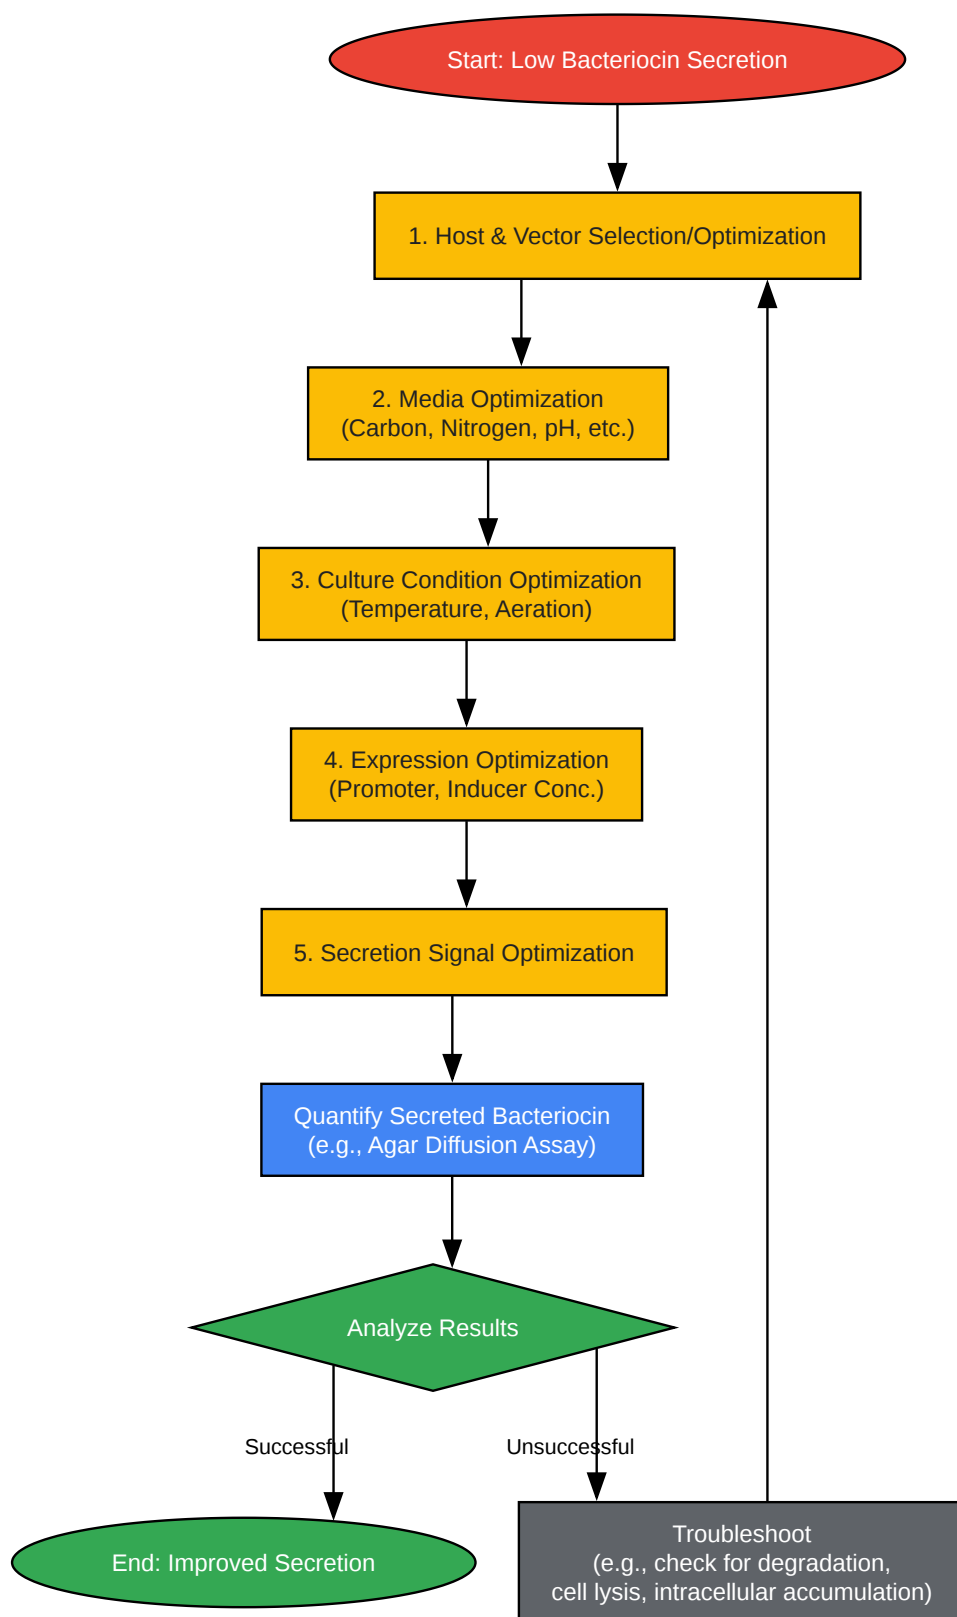 Start: Low Bacteriocin Secretion
1. Host & Vector Selection/Optimization
2. Media Optimization
(Carbon, Nitrogen, pH, etc.)
3. Culture Condition Optimization
(Temperature, Aeration)
4. Expression Optimization
(Promoter, Inducer Conc.)
5. Secretion Signal Optimization
Quantify Secreted Bacteriocin
(e.g., Agar Diffusion Assay)
Analyze Results
Successful
Unsuccessful
End: Improved Secretion
Troubleshoot
(e.g., check for degradation,
cell lysis, intracellular accumulation)